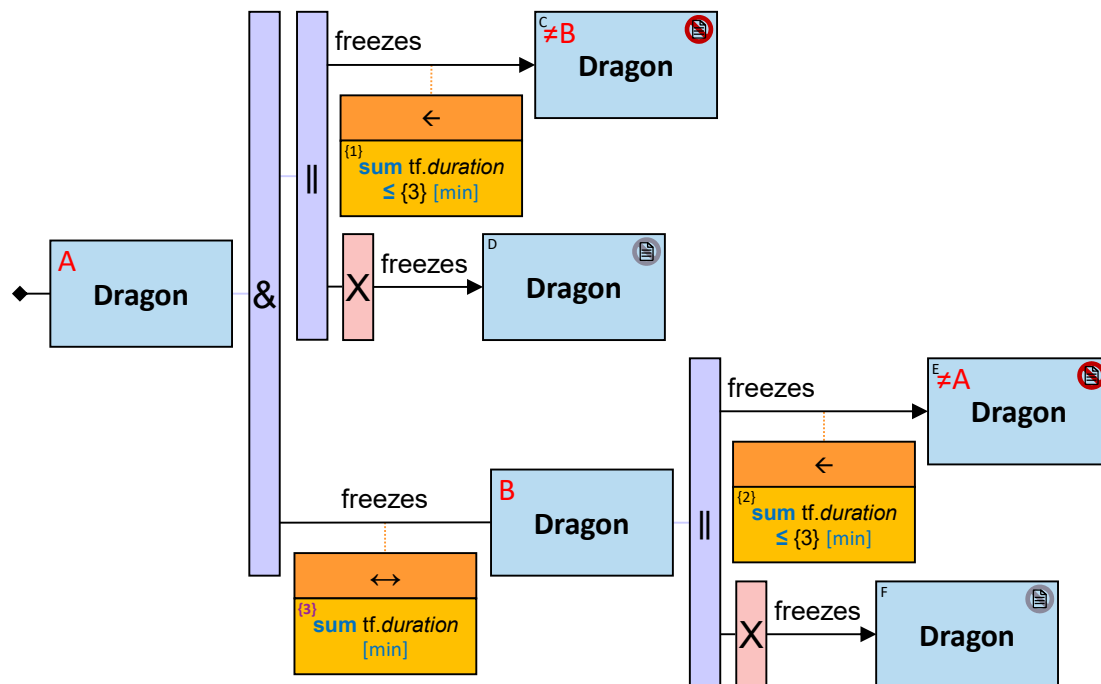 freezes
C
≠B
Dragon
←
{1}
sum tf.duration
≤ {3} [min]
||
A
Dragon
&
X
freezes
D
Dragon
freezes
E
≠A
Dragon
←
{2}
sum tf.duration
≤ {3} [min]
||
freezes
B
Dragon
↔
{3}
sum tf.duration
[min]
X
freezes
F
Dragon